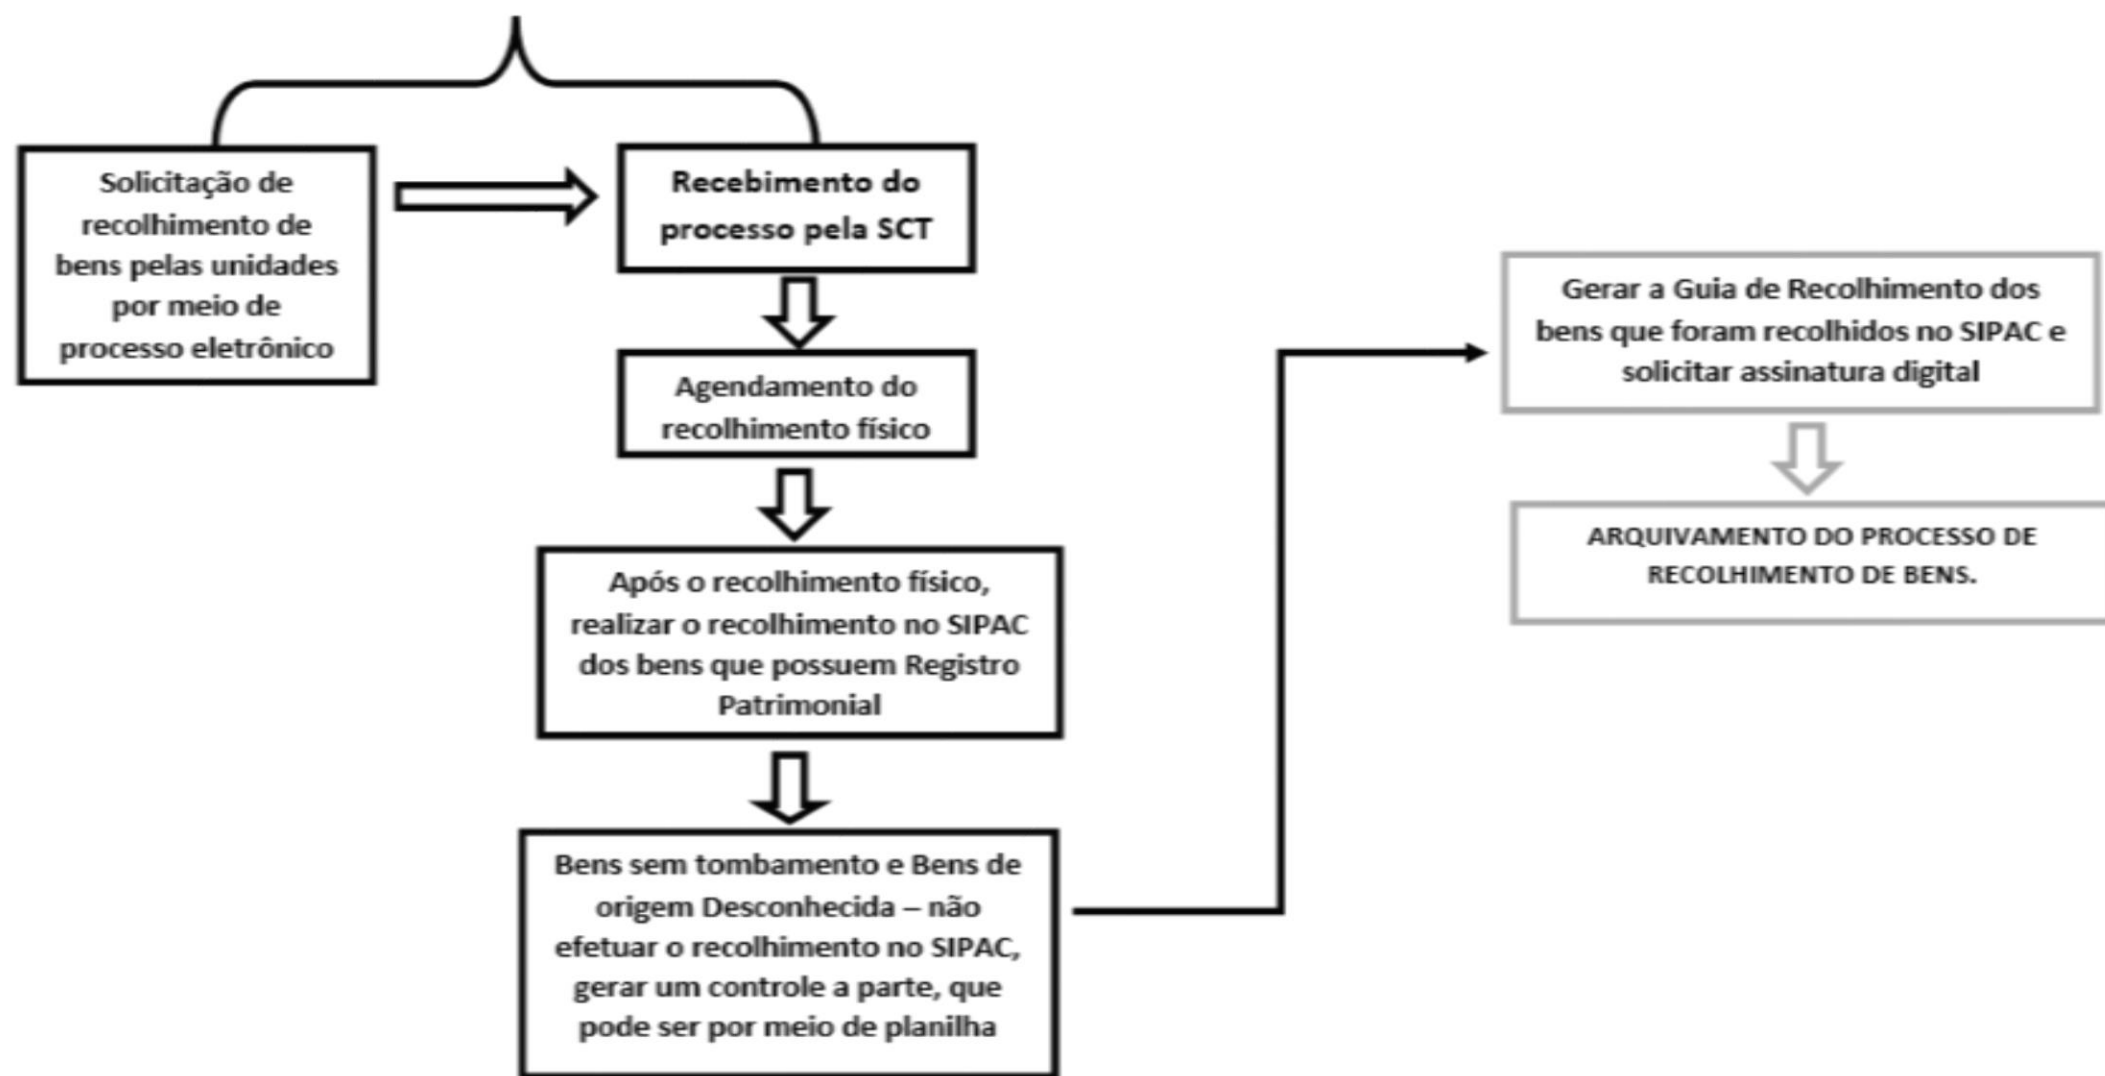 Solicitação de
recolhimento de
bens pelas unidades
por meio de
processo eletrônico
Recebimento do
processo pela SCT
Agendamento do
recolhimento físico
Após o recolhimento físico,
realizar o recolhimento no SIPAC
dos bens que possuem Registro
Patrimonial
Bens sem tombamento e Bens de
origem Desconhecida – não
efetuar o recolhimento no SIPAC,
gerar um controle a parte, que
pode ser por meio de planilha
Gerar a Guia de Recolhimento dos
bens que foram recolhidos no SIPAC e
solicitar assinatura digital
ARQUIVAMENTO DO PROCESSO DE
RECOLHIMENTO DE BENS.